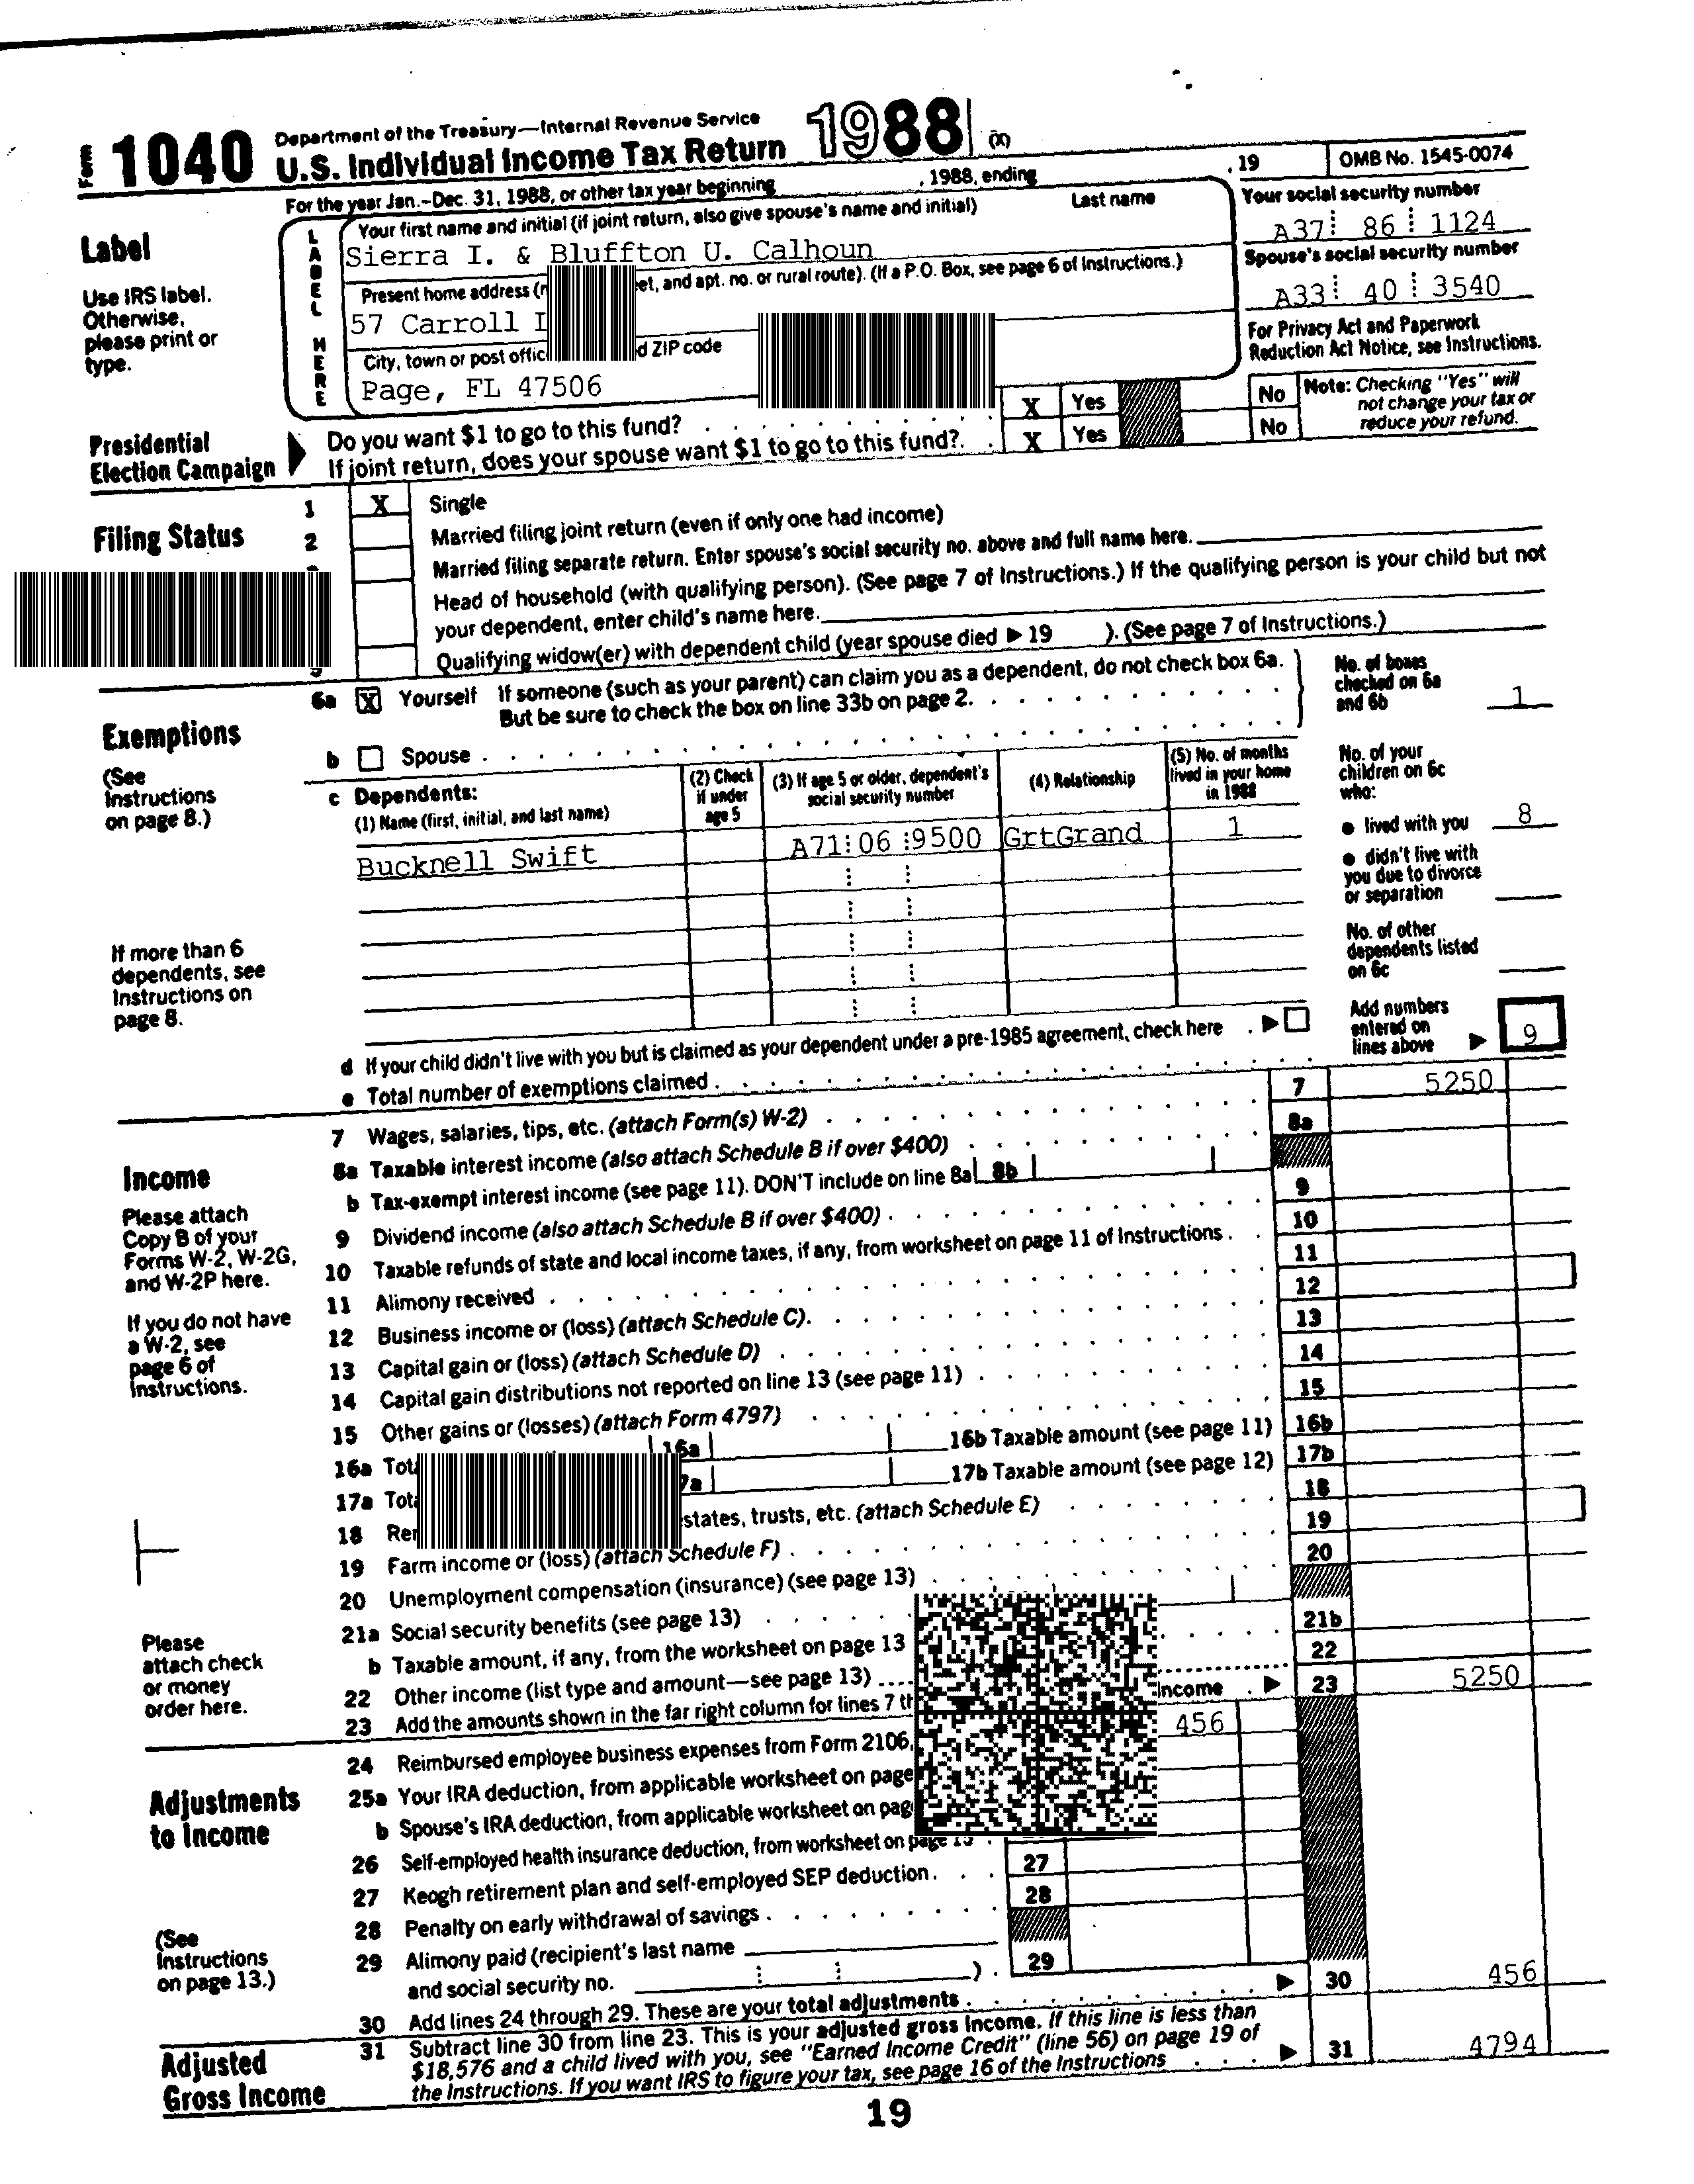 Form 1040 Department of the Treasury—Internal Revenue Service
U.S. Individual Income Tax Return 1988 (X)
For the year Jan.–Dec. 31, 1988, or other tax year beginning , 1988, ending , 19 OMB No. 1545-0074
Label
Use IRS label.
Otherwise,
please print or
type.
LABEL HERE
Your first name and initial (if joint return, also give spouse's name and initial) Last name
Sierra I. & Bluffton U. Calhoun
Present home address ( et, and apt. no. or rural route). (If a P.O. Box, see page 6 of Instructions.)
57 Carroll
City, town or post offic d ZIP code
Page, FL 47506
Your social security number
A37 86 1124
Spouse's social security number
A33 40 3540
For Privacy Act and Paperwork
Reduction Act Notice, see Instructions.
Presidential
Election Campaign
Do you want $1 to go to this fund? X Yes No
If joint return, does your spouse want $1 to go to this fund?. X Yes No
Note: Checking "Yes" will
not change your tax or
reduce your refund.
Filing Status
1 X Single
2 Married filing joint return (even if only one had income)
Married filing separate return. Enter spouse's social security no. above and full name here.
Head of household (with qualifying person). (See page 7 of Instructions.) If the qualifying person is your child but not
your dependent, enter child's name here.
Qualifying widow(er) with dependent child (year spouse died ▶ 19 ). (See page 7 of Instructions.)
Exemptions
(See
Instructions
on page 8.)
If more than 6
dependents, see
Instructions on
page 8.
6a X Yourself If someone (such as your parent) can claim you as a dependent, do not check box 6a.
But be sure to check the box on line 33b on page 2.
b Spouse
No. of boxes
checked on 6a
and 6b 1
c Dependents:
(1) Name (first, initial, and last name)
(2) Check
if under
age 5
(3) If age 5 or older, dependent's
social security number
(4) Relationship
(5) No. of months
lived in your home
in 1988
Bucknell Swift A71 06 9500 GrtGrand 1
No. of your
children on 6c
who:
● lived with you 8
● didn't live with
you due to divorce
or separation
No. of other
dependents listed
on 6c
d If your child didn't live with you but is claimed as your dependent under a pre-1985 agreement, check here ▶
e Total number of exemptions claimed
Add numbers
entered on
lines above ▶ 9
Income
Please attach
Copy B of your
Forms W-2, W-2G,
and W-2P here.
If you do not have
a W-2, see
page 6 of
Instructions.
Please
attach check
or money
order here.
7 Wages, salaries, tips, etc. (attach Form(s) W-2) 7 5250
8a Taxable interest income (also attach Schedule B if over $400) 8a
b Tax-exempt interest income (see page 11). DON'T include on line 8a 8b
9 Dividend income (also attach Schedule B if over $400) 9
10 Taxable refunds of state and local income taxes, if any, from worksheet on page 11 of Instructions 10
11 Alimony received 11
12 Business income or (loss) (attach Schedule C). 12
13 Capital gain or (loss) (attach Schedule D) 13
14 Capital gain distributions not reported on line 13 (see page 11) 14
15 Other gains or (losses) (attach Form 4797) 15
16a 16a 16b Taxable amount (see page 11) 16b
17a 17b Taxable amount (see page 12) 17b
18 states, trusts, etc. (attach Schedule E) 18
19 Farm income or (loss) (attach Schedule F) 19
20 Unemployment compensation (insurance) (see page 13) 20
21a Social security benefits (see page 13)
b Taxable amount, if any, from the worksheet on page 13 21b
22 Other income (list type and amount—see page 13) 22
23 Add the amounts shown in the far right column for lines 7 income ▶ 23 5250
Adjustments
to Income
(See
Instructions
on page 13.)
24 Reimbursed employee business expenses from Form 2106, 456
25a Your IRA deduction, from applicable worksheet on page
b Spouse's IRA deduction, from applicable worksheet on
26 Self-employed health insurance deduction, from worksheet on page
27 Keogh retirement plan and self-employed SEP deduction 27
28 Penalty on early withdrawal of savings 28
29 Alimony paid (recipient's last name
and social security no. ) 29
30 Add lines 24 through 29. These are your total adjustments ▶ 30 456
Adjusted
Gross Income
31 Subtract line 30 from line 23. This is your adjusted gross income. If this line is less than
$18,576 and a child lived with you, see "Earned Income Credit" (line 56) on page 19 of
the Instructions. If you want IRS to figure your tax, see page 16 of the Instructions ▶ 31 4794
19